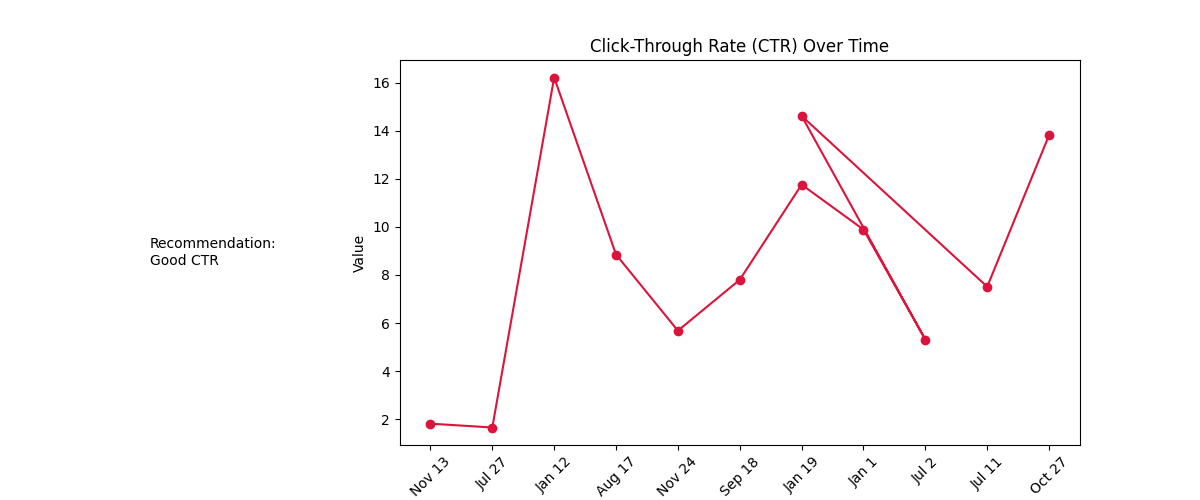 Click-Through Rate (CTR) Over Time
Recommendation:
Good CTR
Value
16
14
12
10
8
6
4
2
Nov 13
Jul 27
Jan 12
Aug 17
Nov 24
Sep 18
Jan 19
Jan 1
Jul 2
Jul 11
Oct 27